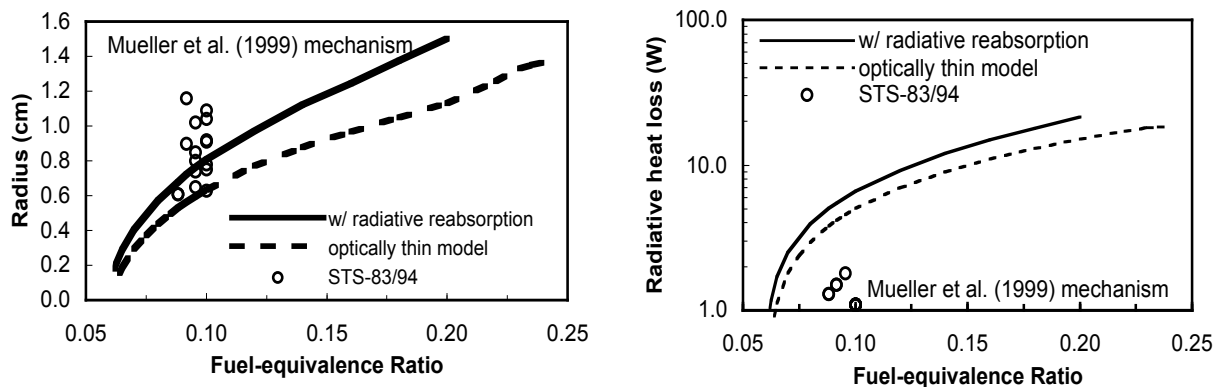 1.6
1.4
1.2
1.0
0.8
0.6
0.4
0.2
0.0
Radius (cm)
Mueller et al. (1999) mechanism
w/ radiative reabsorption
optically thin model
STS-83/94
0.05 0.10 0.15 0.20 0.25
Fuel-equivalence Ratio
100.0
10.0
1.0
Radiative heat loss (W)
w/ radiative reabsorption
optically thin model
STS-83/94
Mueller et al. (1999) mechanism
0.05 0.10 0.15 0.20 0.25
Fuel-equivalence Ratio